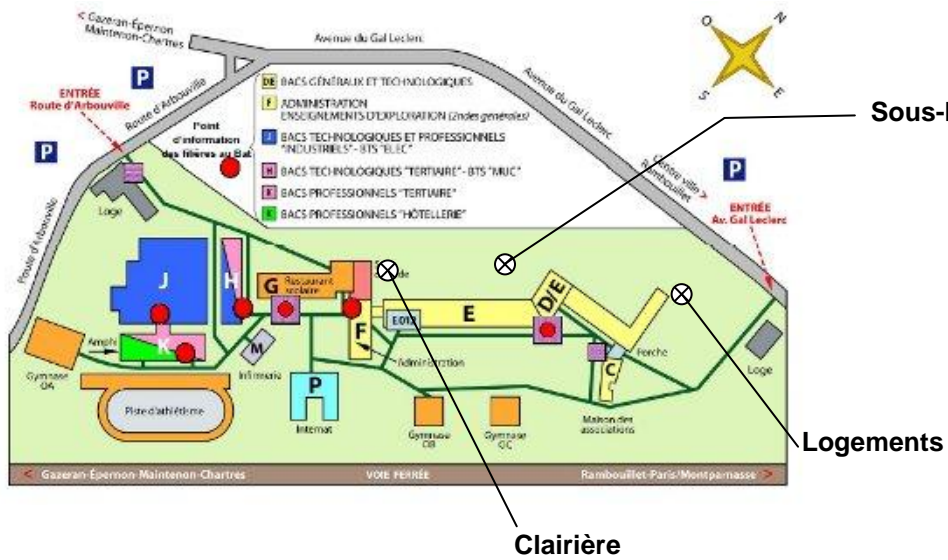 < Gazeran-Épernon
Maintenon-Chartres
Avenue du Gal Leclerc
O
N
S
E
P
P
P
ENTRÉE
Route d'Arbouville
Route d'Arbouville
Route d'Arbouville
Point
d'information
des filières au Bat
DE BACS GÉNÉRAUX ET TECHNOLOGIQUES
F ADMINISTRATION
ENSEIGNEMENTS D'EXPLORATION (2ndes générales)
J BACS TECHNOLOGIQUES ET PROFESSIONNELS
"INDUSTRIELS" - BTS "ELEC"
H BACS TECHNOLOGIQUES "TERTIAIRE" - BTS "MUC"
K BACS PROFESSIONNELS "TERTIAIRE"
K BACS PROFESSIONNELS "HÔTELLERIE"
Avenue du Gal Leclerc
Centre ville >
Rambouillet
ENTRÉE
Av. Gal Leclerc
Loge
J
H
G
Restaurant
scolaire
E
D/E
E013
F
Administration
Amphi
K
M
Infirmerie
Gymnase
OA
Piste d'athlétisme
P
Internat
Gymnase
OB
Gymnase
C
Porche
Maison des
associations
Loge
< Gazeran-Épernon-Maintenon-Chartres
VOIE FERRÉE
Rambouillet-Paris/Montparnasse >
Logements
Clairière